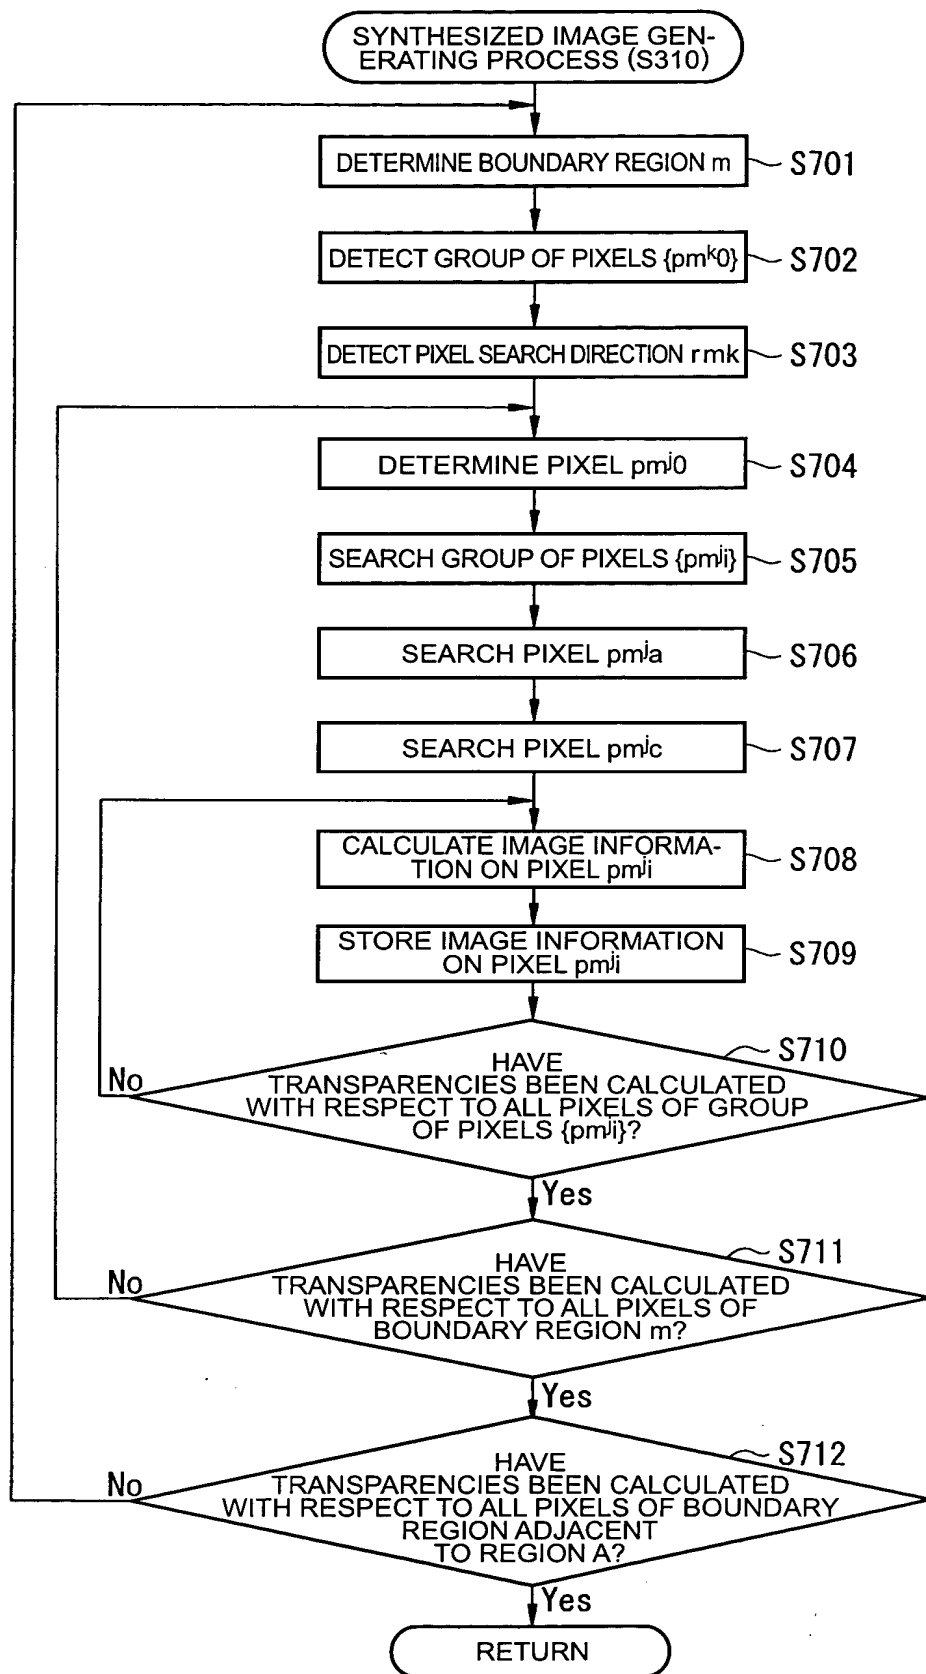 SYNTHESIZED IMAGE GEN-
ERATING PROCESS (S310)
DETERMINE BOUNDARY REGION m
S701
DETECT GROUP OF PIXELS {pmk0}
S702
DETECT PIXEL SEARCH DIRECTION rmk
S703
DETERMINE PIXEL pmj0
S704
SEARCH GROUP OF PIXELS {pmji}
S705
SEARCH PIXEL pmja
S706
SEARCH PIXEL pmjc
S707
CALCULATE IMAGE INFORMA-
TION ON PIXEL pmji
S708
STORE IMAGE INFORMATION
ON PIXEL pmji
S709
S710
HAVE
TRANSPARENCIES BEEN CALCULATED
WITH RESPECT TO ALL PIXELS OF GROUP
OF PIXELS {pmji}?
No
Yes
S711
HAVE
TRANSPARENCIES BEEN CALCULATED
WITH RESPECT TO ALL PIXELS OF
BOUNDARY REGION m?
No
Yes
S712
HAVE
TRANSPARENCIES BEEN CALCULATED
WITH RESPECT TO ALL PIXELS OF BOUNDARY
REGION ADJACENT
TO REGION A?
No
Yes
RETURN